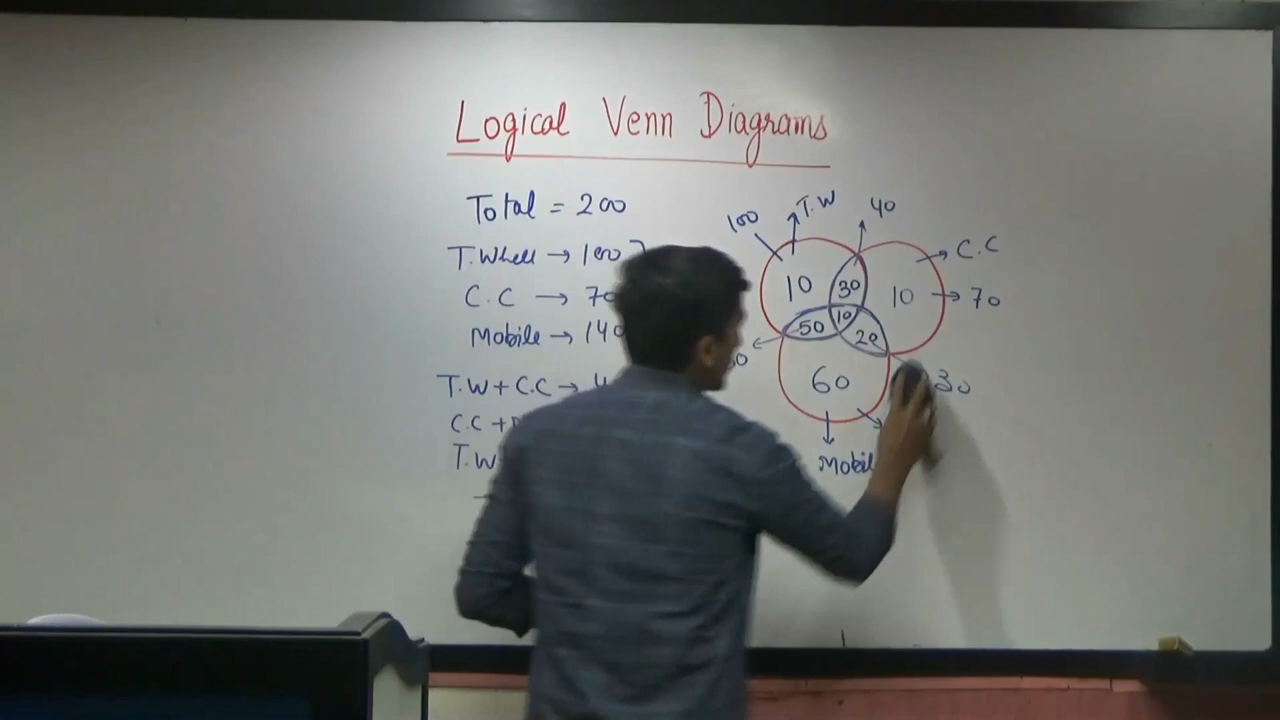 Logical Venn Diagrams
Total = 200
T.Wheel → 100
C.C → 70
Mobile → 140
T.W + C.C → 4
C.C +
T.W
100
T.W
40
C.C
10
30
10
70
50
10
20
60
30